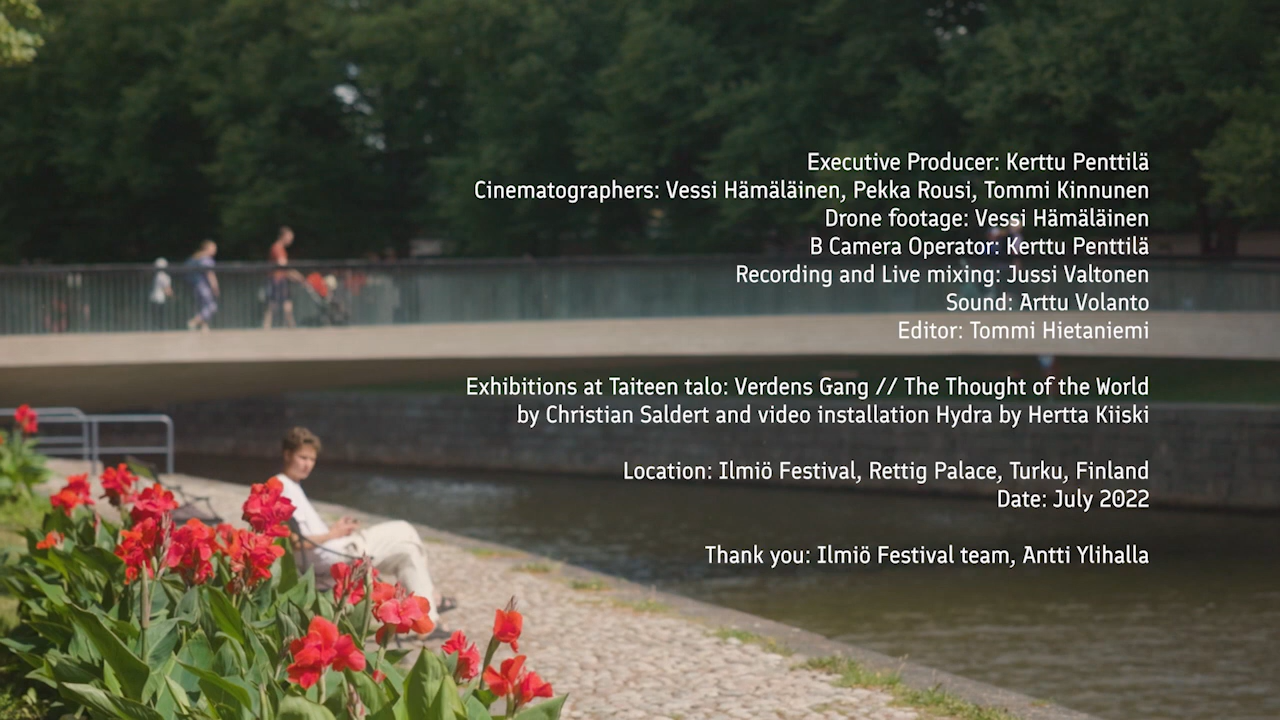 Executive Producer: Kerttu Penttilä
Cinematographers: Vessi Hämäläinen, Pekka Rousi, Tommi Kinnunen
Drone footage: Vessi Hämäläinen
B Camera Operator: Kerttu Penttilä
Recording and Live mixing: Jussi Valtonen
Sound: Arttu Volanto
Editor: Tommi Hietaniemi
Exhibitions at Taiteen talo: Verdens Gang // The Thought of the World
by Christian Saldert and video installation Hydra by Hertta Kiiski
Location: Ilmiö Festival, Rettig Palace, Turku, Finland
Date: July 2022
Thank you: Ilmiö Festival team, Antti Ylihalla